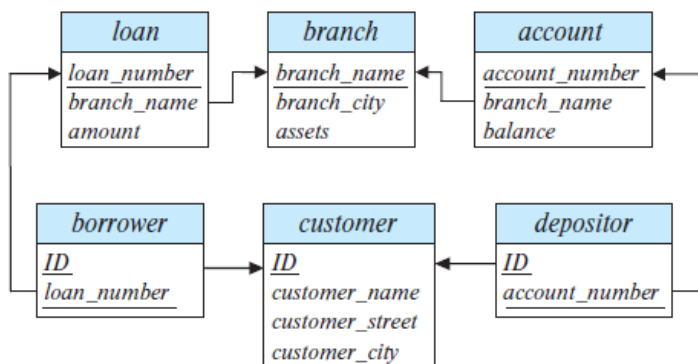 loan
loan_number
branch_name
amount
branch
branch_name
branch_city
assets
account
account_number
branch_name
balance
borrower
ID
loan_number
customer
ID
customer_name
customer_street
customer_city
depositor
ID
account_number